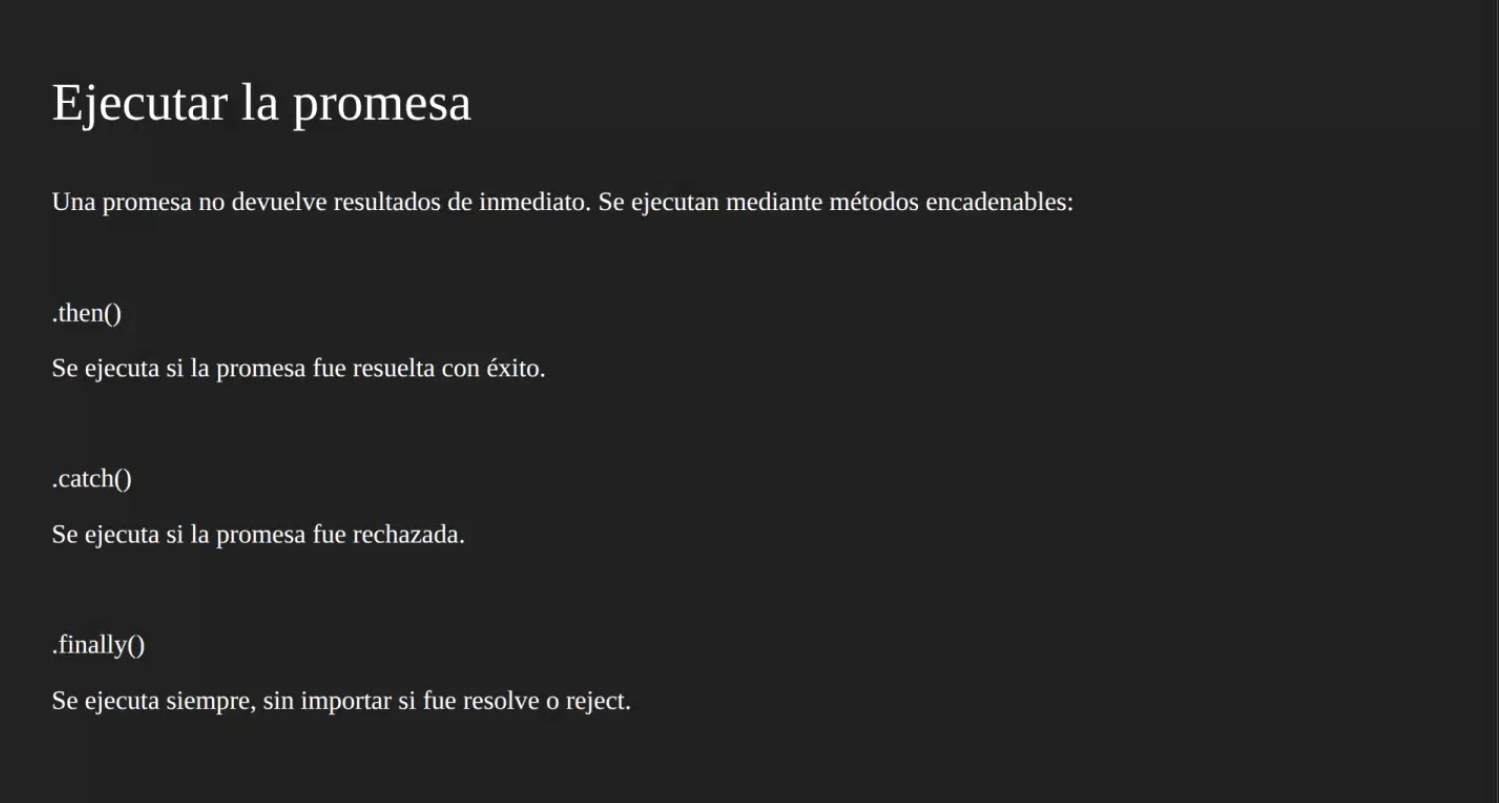 Ejecutar la promesa
Una promesa no devuelve resultados de inmediato. Se ejecutan mediante métodos encadenables:
.then()
Se ejecuta si la promesa fue resuelta con éxito.
.catch()
Se ejecuta si la promesa fue rechazada.
.finally()
Se ejecuta siempre, sin importar si fue resolve o reject.